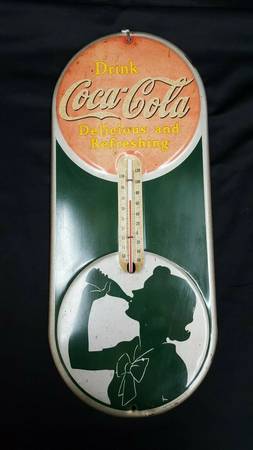 Drink
Coca-Cola
Delicious and
Refreshing